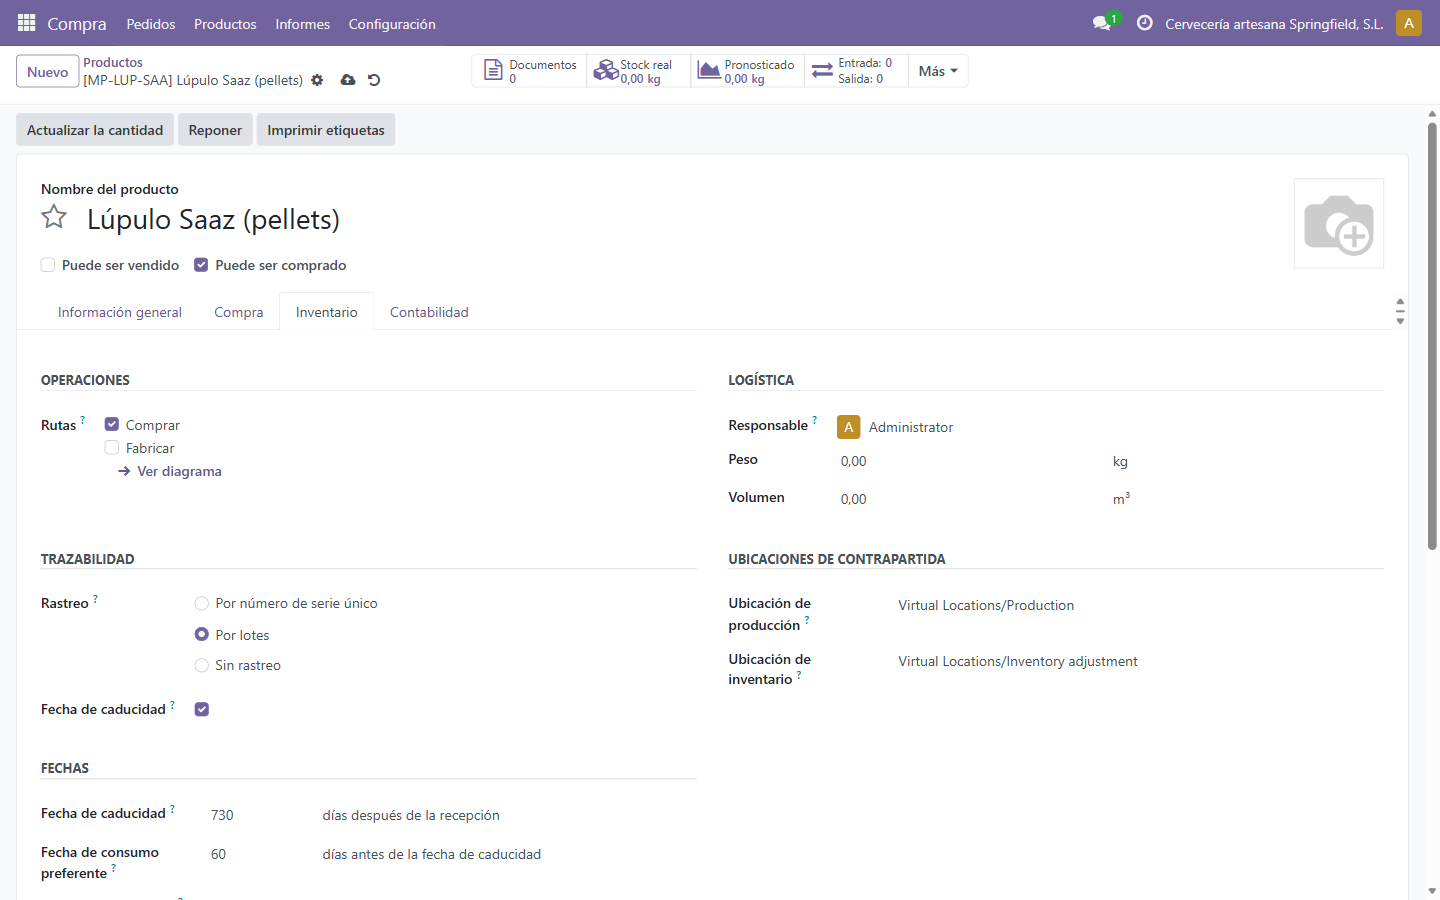 Compra Pedidos Productos Informes Configuración 1 Cervecería artesana Springfield, S.L. A
Nuevo
Productos
[MP-LUP-SAA] Lúpulo Saaz (pellets)
Documentos
0
Stock real
0,00 kg
Pronosticado
0,00 kg
Entrada: 0
Salida: 0
Más
Actualizar la cantidad Reponer Imprimir etiquetas
Nombre del producto
Lúpulo Saaz (pellets)
Puede ser vendido Puede ser comprado
Información general Compra Inventario Contabilidad
OPERACIONES
Rutas ? Comprar
Fabricar
Ver diagrama
LOGÍSTICA
Responsable ? A Administrator
Peso 0,00 kg
Volumen 0,00 m³
TRAZABILIDAD
Rastreo ? Por número de serie único
Por lotes
Sin rastreo
Fecha de caducidad ?
UBICACIONES DE CONTRAPARTIDA
Ubicación de
producción ?
Virtual Locations/Production
Ubicación de
inventario ?
Virtual Locations/Inventory adjustment
FECHAS
Fecha de caducidad ? 730 días después de la recepción
Fecha de consumo
preferente ?
60 días antes de la fecha de caducidad